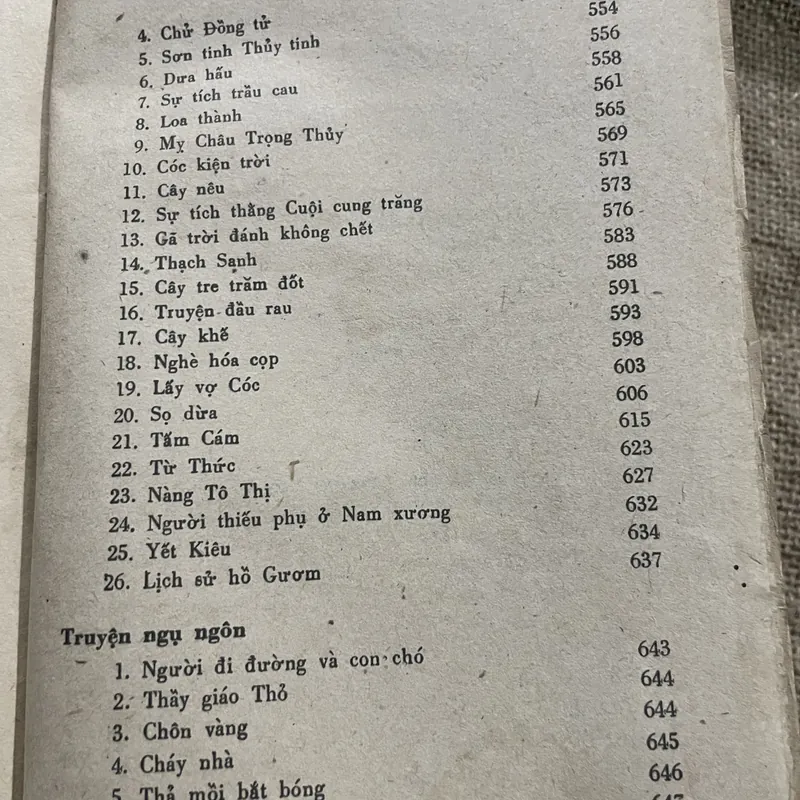 4. Chử Đồng tử
5. Sơn tinh Thủy tinh 554
6. Dưa hấu 556
7. Sự tích trầu cau 558
8. Loa thành 561
9. Mỵ Châu Trọng Thủy 565
10. Cóc kiện trời 569
11. Cây nêu 571
12. Sự tích thằng Cuội cung trăng 573
13. Gã trời đánh không chết 576
14. Thạch Sạnh 583
15. Cây tre trăm đốt 588
16. Truyện đầu rau 591
17. Cây khế 593
18. Nghè hóa cọp 598
19. Lấy vợ Cóc 603
20. Sọ dừa 606
21. Tấm Cám 615
22. Từ Thức 623
23. Nàng Tô Thị 627
24. Người thiếu phụ ở Nam xương 632
25. Yết Kiêu 634
26. Lịch sử hồ Gươm 637
Truyện ngụ ngôn
1. Người đi đường và con chó 643
2. Thầy giáo Thỏ 644
3. Chôn vàng 644
4. Cháy nhà 645
5. Thả mồi bắt bóng 646